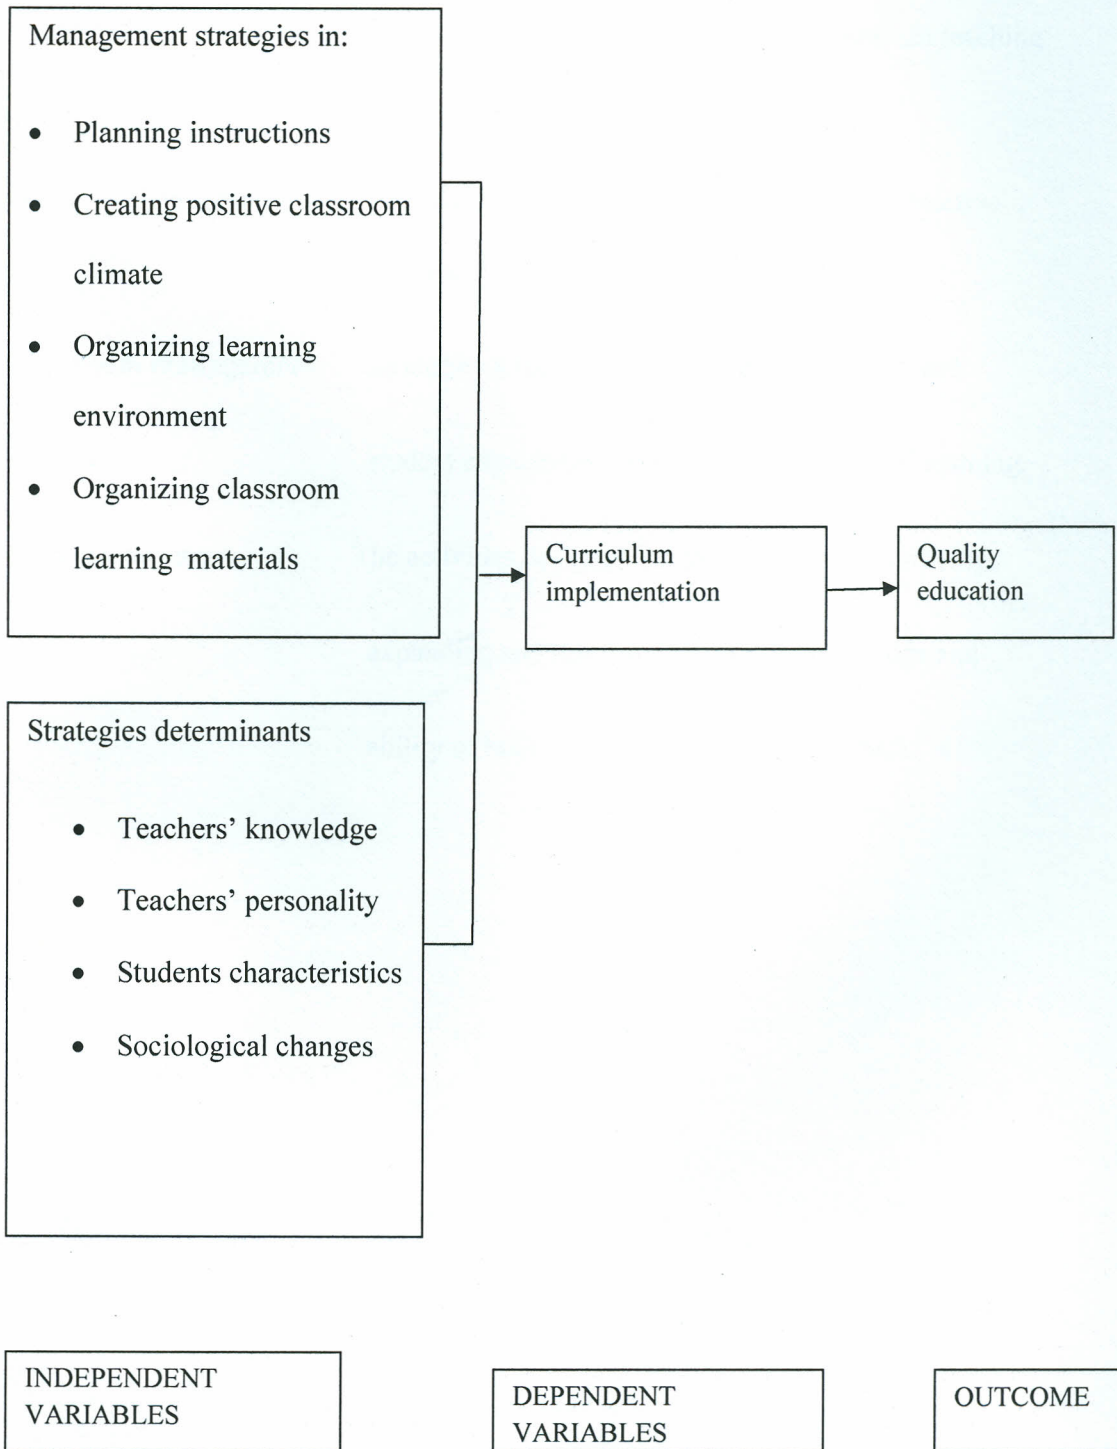 Management strategies in:
• Planning instructions
• Creating positive classroom
climate
• Organizing learning
environment
• Organizing classroom
learning materials
Curriculum
implementation
Quality
education
Strategies determinants
• Teachers’ knowledge
• Teachers’ personality
• Students characteristics
• Sociological changes
INDEPENDENT
VARIABLES
DEPENDENT
VARIABLES
OUTCOME